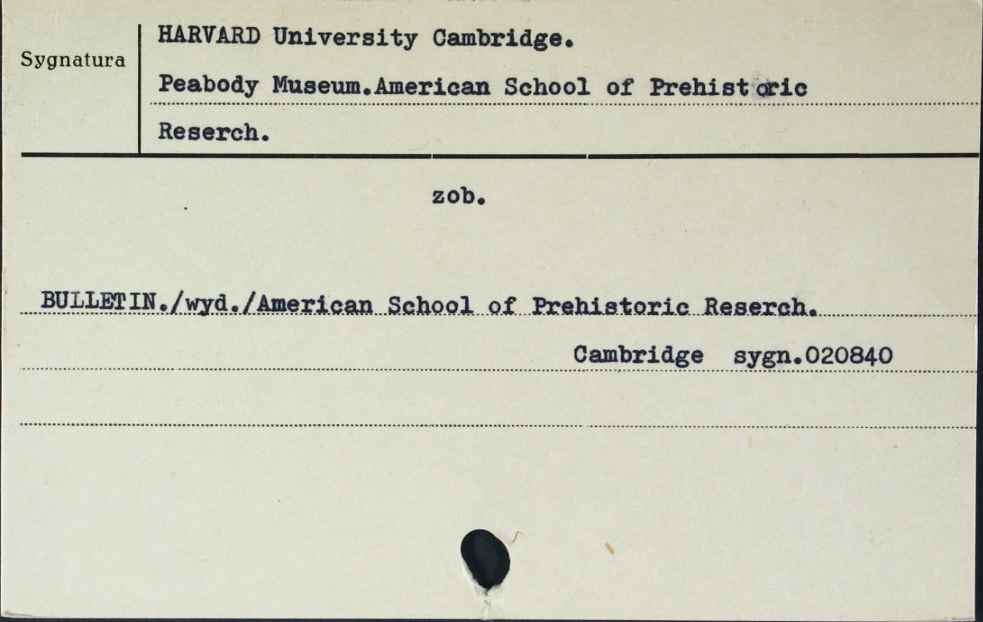 Sygnatura
HARVARD University Cambridge.
Peabody Museum.American School of Prehistoric
Reserch.
zob.
BULLETIN./wyd./American School of Prehistoric Reserch.
Cambridge sygn.020840